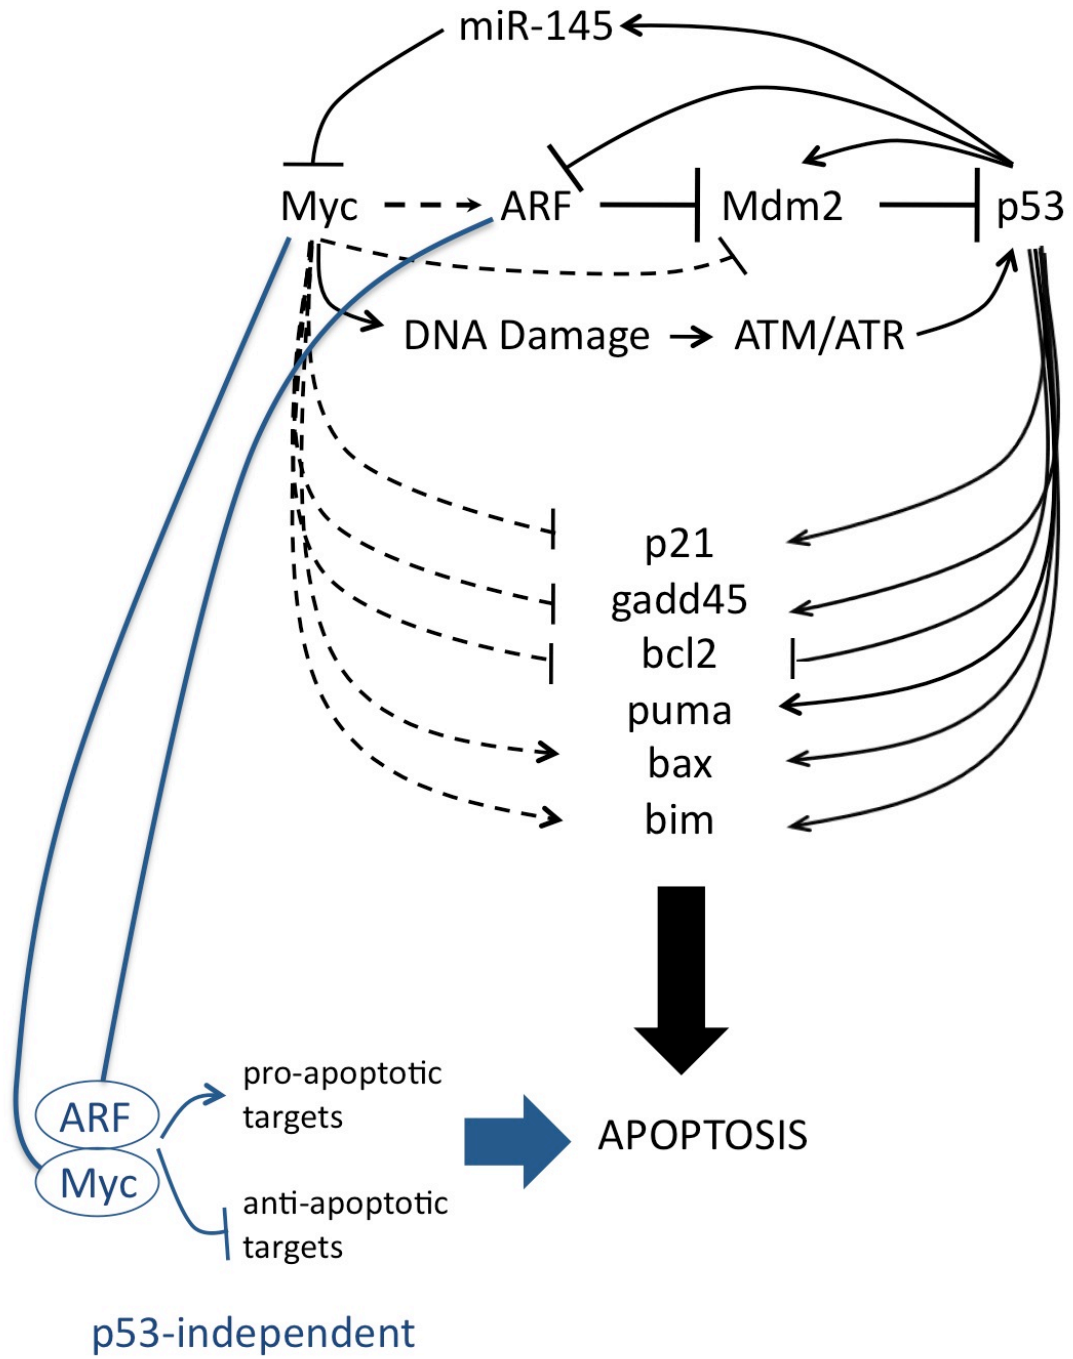 miR-145
Myc
ARF
Mdm2
p53
DNA Damage
ATM/ATR
p21
gadd45
bcl2
puma
bax
bim
pro-apoptotic
targets
ARF
Myc
APOPTOSIS
anti-apoptotic
targets
p53-independent